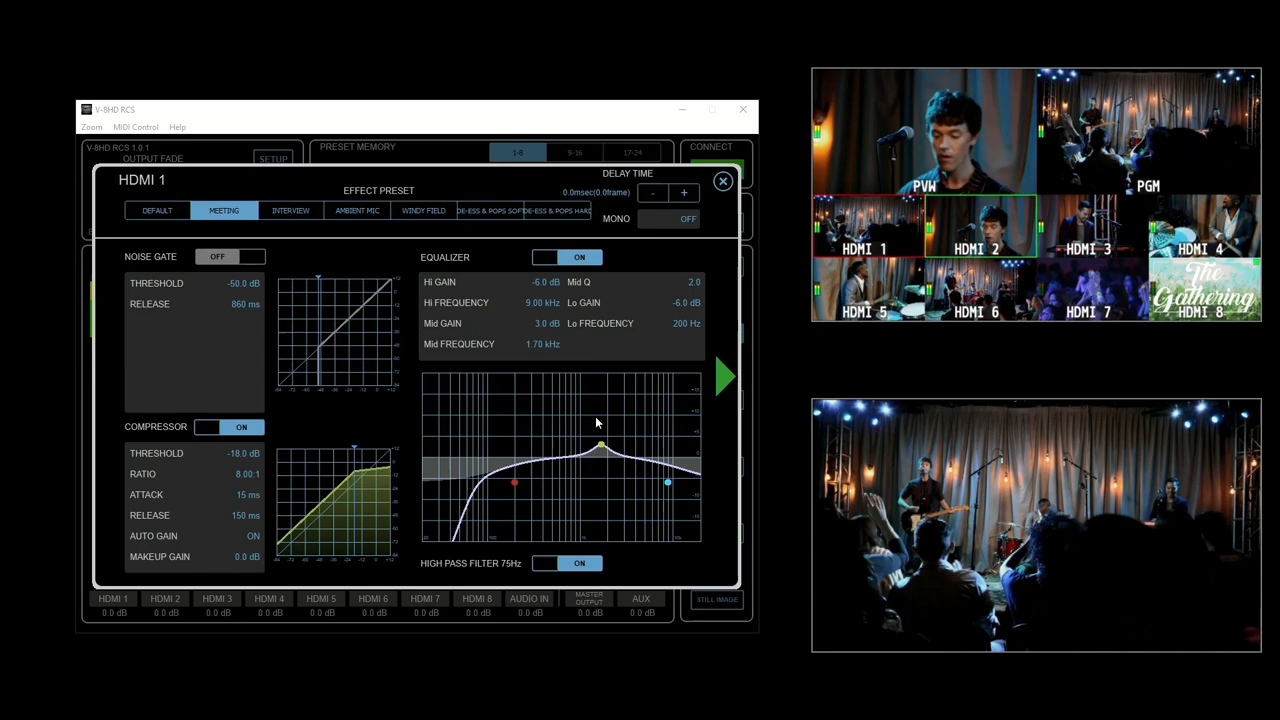 V-8HD RCS
Zoom MIDI Control Help
V-8HD RCS 1.0.1
OUTPUT FADE
SETUP
PRESET MEMORY
1-8 9-16 17-24
CONNECT
HDMI 1
EFFECT PRESET
DELAY TIME
0.0msec(0.0frame) - +
DEFAULT MEETING INTERVIEW AMBIENT MIC WINDY FIELD DE-ESS & POPS SOFT DE-ESS & POPS HARD
MONO OFF
NOISE GATE OFF
THRESHOLD -50.0 dB
RELEASE 860 ms
EQUALIZER ON
Hi GAIN -6.0 dB Mid Q 2.0
Hi FREQUENCY 9.00 kHz Lo GAIN -6.0 dB
Mid GAIN 3.0 dB Lo FREQUENCY 200 Hz
Mid FREQUENCY 1.70 kHz
COMPRESSOR ON
THRESHOLD -18.0 dB
RATIO 8.00:1
ATTACK 15 ms
RELEASE 150 ms
AUTO GAIN ON
MAKEUP GAIN 0.0 dB
HIGH PASS FILTER 75Hz ON
HDMI 1 HDMI 2 HDMI 3 HDMI 4 HDMI 5 HDMI 6 HDMI 7 HDMI 8 AUDIO IN MASTER OUTPUT AUX
0.0 dB 0.0 dB 0.0 dB 0.0 dB 0.0 dB 0.0 dB 0.0 dB 0.0 dB 0.0 dB 0.0 dB 0.0 dB
STILL IMAGE
PVW PGM
HDMI 1 HDMI 2 HDMI 3 HDMI 4
The
Gathering
HDMI 5 HDMI 6 HDMI 7 HDMI 8